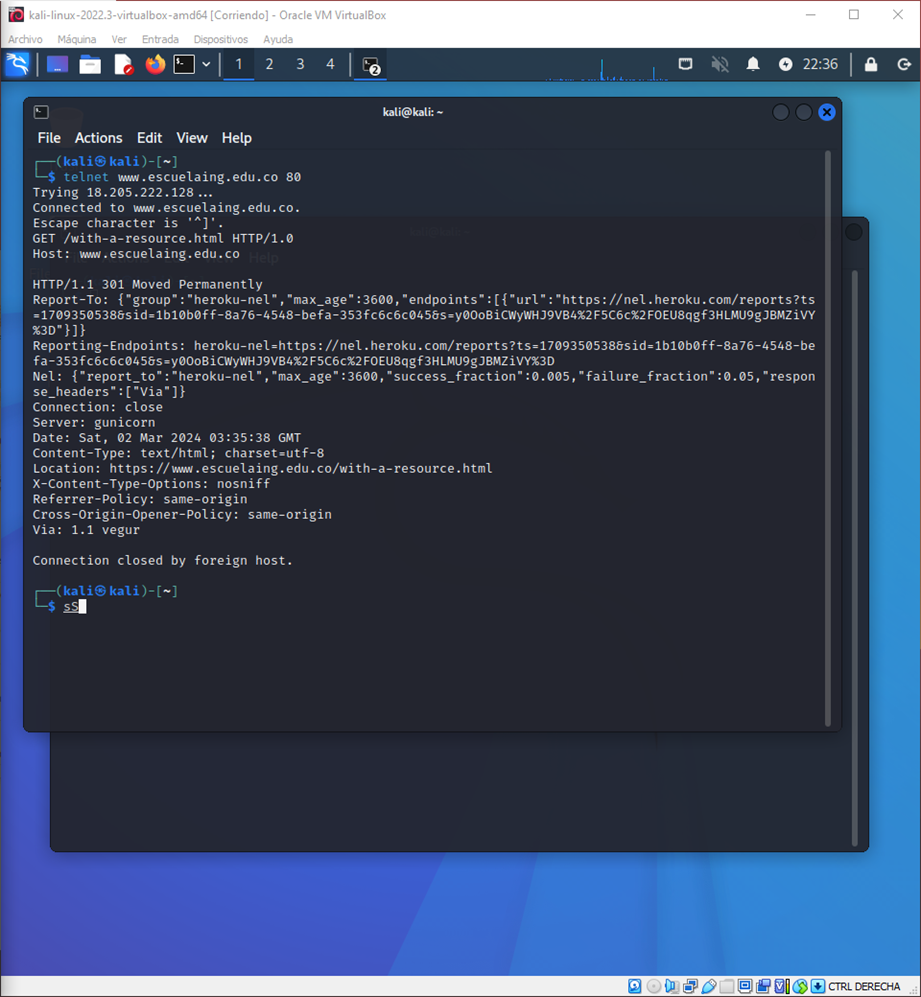 kali-linux-2022.3-virtualbox-amd64 [Corriendo] - Oracle VM VirtualBox
Archivo Máquina Ver Entrada Dispositivos Ayuda
1 2 3 4 2 22:36
kali@kali: ~
File Actions Edit View Help
┌──(kali㉿kali)-[~]
└─$ telnet www.escuelaing.edu.co 80
Trying 18.205.222.128...
Connected to www.escuelaing.edu.co.
Escape character is '^]'.
GET /with-a-resource.html HTTP/1.0
Host: www.escuelaing.edu.co
Help
HTTP/1.1 301 Moved Permanently
Report-To: {"group":"heroku-nel","max_age":3600,"endpoints":[{"url":"https://nel.heroku.com/reports?ts
=1709350538&sid=1b10b0ff-8a76-4548-befa-353fc6c6c045&s=y0OoBiCWyWHJ9VB4%2F5C6c%2FOEU8qgf3HLMU9gJBMZiVY
%3D"}]}
Reporting-Endpoints: heroku-nel=https://nel.heroku.com/reports?ts=1709350538&sid=1b10b0ff-8a76-4548-be
fa-353fc6c6c045&s=y0OoBiCWyWHJ9VB4%2F5C6c%2FOEU8qgf3HLMU9gJBMZiVY%3D
Nel: {"report_to":"heroku-nel","max_age":3600,"success_fraction":0.005,"failure_fraction":0.05,"respon
se_headers":["Via"]}
Connection: close
Server: gunicorn
Date: Sat, 02 Mar 2024 03:35:38 GMT
Content-Type: text/html; charset=utf-8
Location: https://www.escuelaing.edu.co/with-a-resource.html
X-Content-Type-Options: nosniff
Referrer-Policy: same-origin
Cross-Origin-Opener-Policy: same-origin
Via: 1.1 vegur
Connection closed by foreign host.
┌──(kali㉿kali)-[~]
└─$ sS
CTRL DERECHA